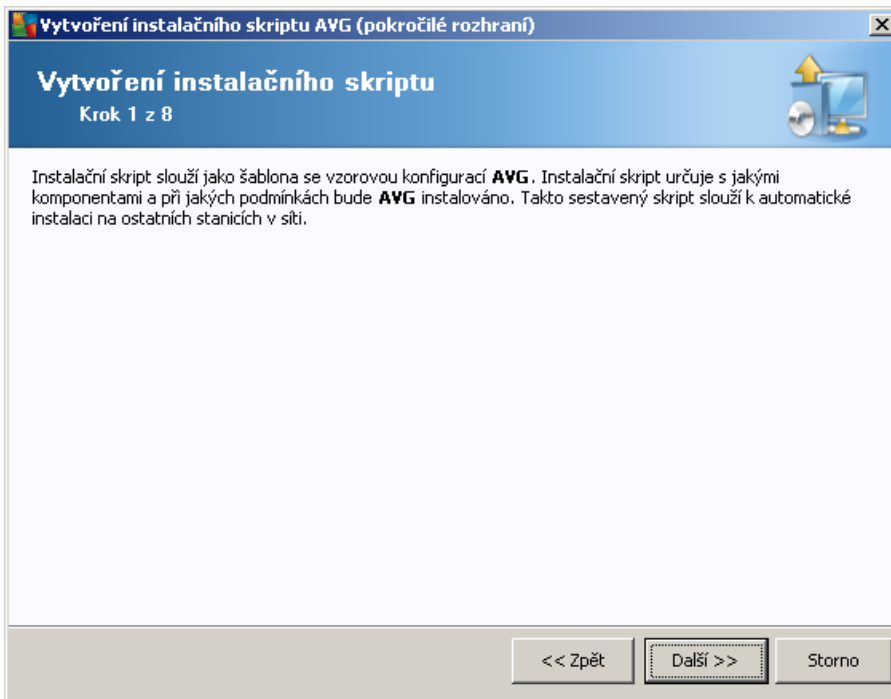 Vytvoření instalačního skriptu AVG (pokročilé rozhraní)
Vytvoření instalačního skriptu
Krok 1 z 8
Instalační skript slouží jako šablona se vzorovou konfigurací AVG. Instalační skript určuje s jakými
komponentami a při jakých podmínkách bude AVG instalováno. Takto sestavený skript slouží k automatické
instalaci na ostatních stanicích v síti.
<< Zpět
Další >>
Storno